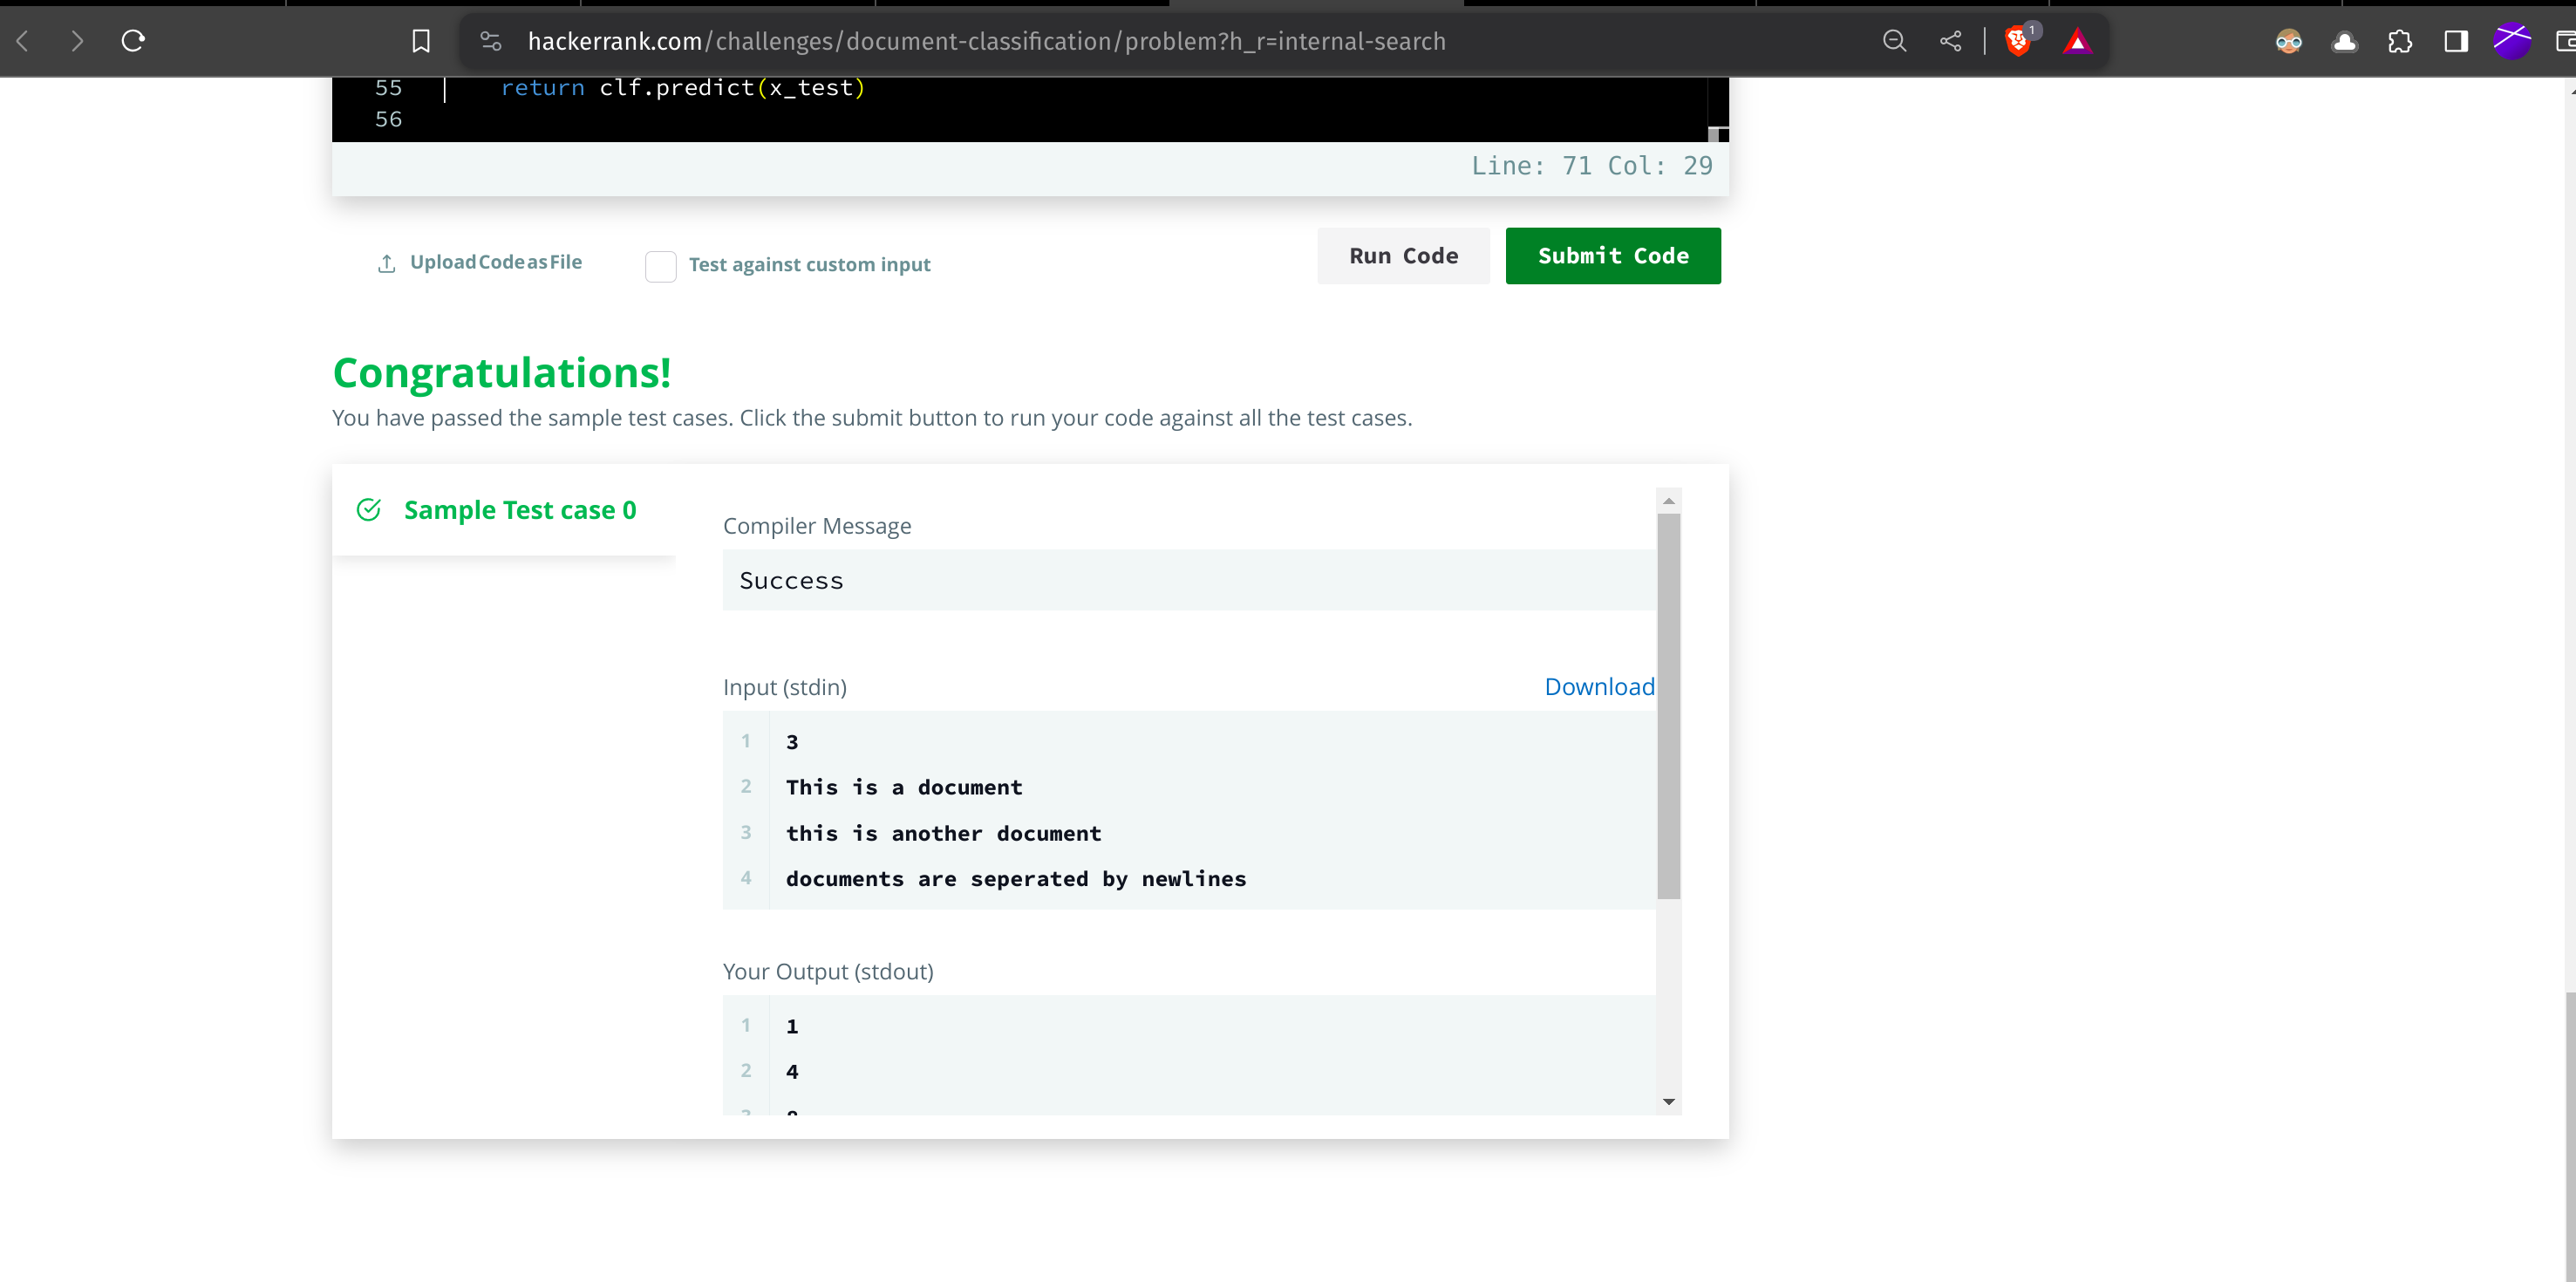 hackerrank.com/challenges/document-classification/problem?h_r=internal-search
1
55 return clf.predict(x_test)
56
Line: 71 Col: 29
Upload Code as File
Test against custom input
Run Code
Submit Code
Congratulations!
You have passed the sample test cases. Click the submit button to run your code against all the test cases.
Sample Test case 0
Compiler Message
Success
Input (stdin)
Download
1 3
2 This is a document
3 this is another document
4 documents are seperated by newlines
Your Output (stdout)
1 1
2 4